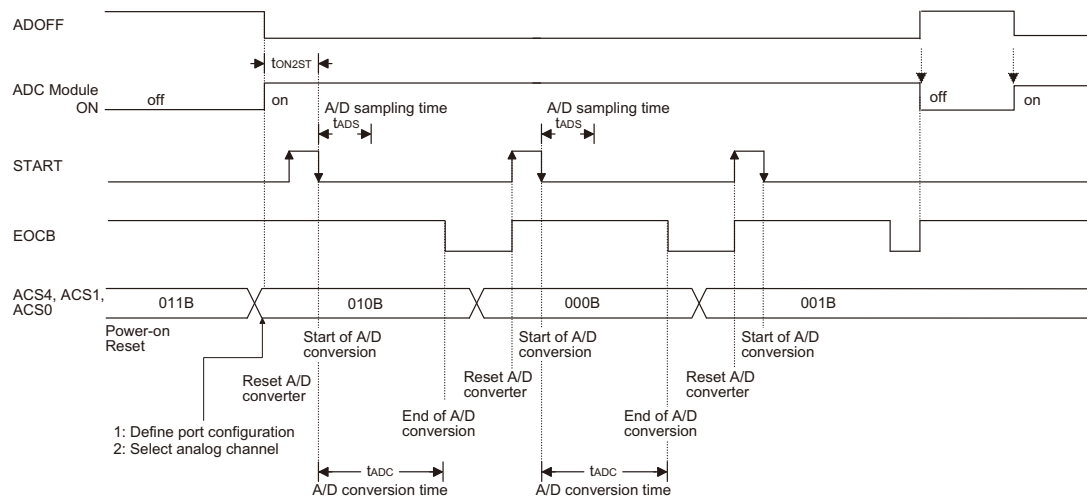 ADOFF
tON2ST
ADC Module
ON
off
on
off
on
A/D sampling time
tADS
A/D sampling time
tADS
START
EOCB
ACS4, ACS1,
ACS0
011B
010B
000B
001B
Power-on
Reset
Start of A/D
conversion
Start of A/D
conversion
Start of A/D
conversion
Reset A/D
converter
Reset A/D
converter
Reset A/D
converter
End of A/D
conversion
End of A/D
conversion
1: Define port configuration
2: Select analog channel
tADC
A/D conversion time
tADC
A/D conversion time